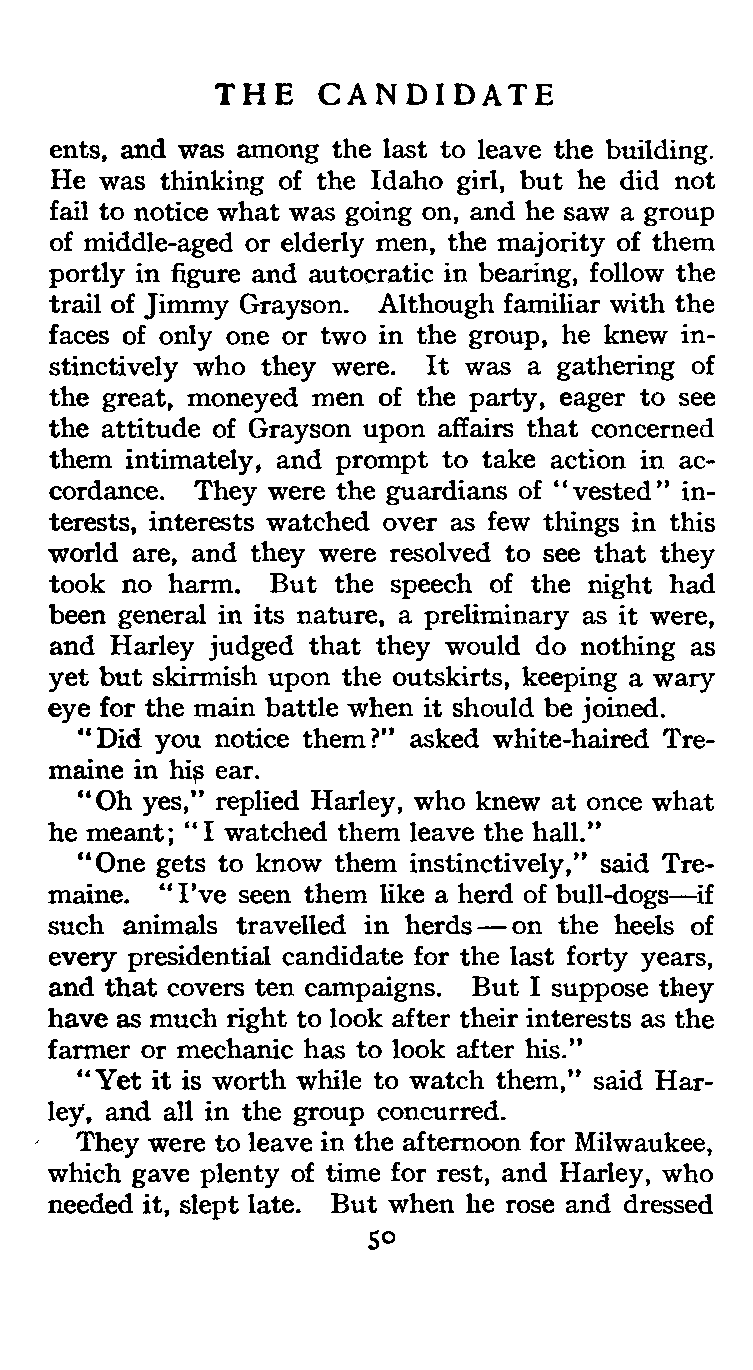 THE CANDIDATE
ents, and was among the last to leave the building.
He was thinking of the Idaho girl, but he did not
fail to notice what was going on, and he saw a group
of middle-aged or elderly men, the majority of them
portly in figure and autocratic in bearing, follow the
trail of Jimmy Grayson. Although familiar with the
faces of only one or two in the group, he knew in-
stinctively who they were. It was a gathering of
the great, moneyed men of the party, eager to see
the attitude of Grayson upon affairs that concerned
them intimately, and prompt to take action in ac-
cordance. They were the guardians of "vested" in-
terests, interests watched over as few things in this
world are, and they were resolved to see that they
took no harm. But the speech of the night had
been general in its nature, a preliminary as it were,
and Harley judged that they would do nothing as
yet but skirmish upon the outskirts, keeping a wary
eye for the main battle when it should be joined.
"Did you notice them?" asked white-haired Tre-
maine in his ear.
"Oh yes," replied Harley, who knew at once what
he meant; "I watched them leave the hall."
"One gets to know them instinctively," said Tre-
maine. "I've seen them like a herd of bull-dogs—if
such animals travelled in herds—on the heels of
every presidential candidate for the last forty years,
and that covers ten campaigns. But I suppose they
have as much right to look after their interests as the
farmer or mechanic has to look after his."
"Yet it is worth while to watch them," said Har-
ley, and all in the group concurred.
They were to leave in the afternoon for Milwaukee,
which gave plenty of time for rest, and Harley, who
needed it, slept late. But when he rose and dressed
50